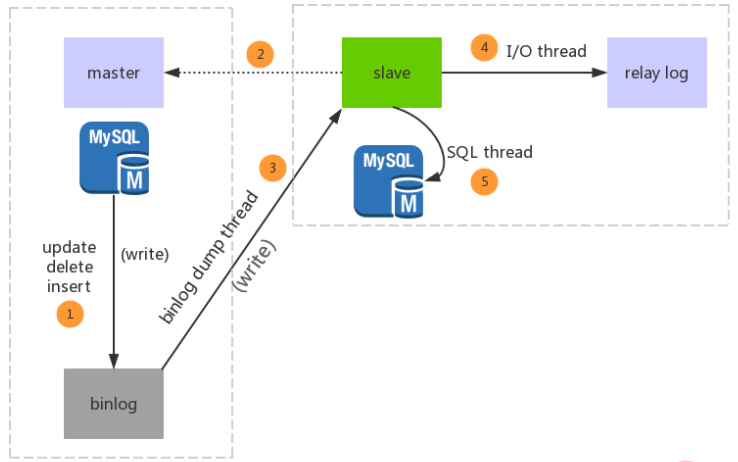 master
2
slave
4
I/O thread
relay log
MySQL
M
update
delete
insert
(write)
1
3
binlog dump thread
(write)
MySQL
M
SQL thread
5
binlog